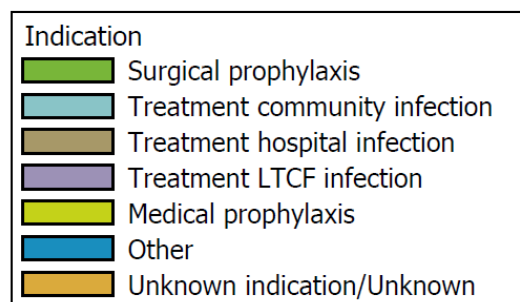 Indication
Surgical prophylaxis
Treatment community infection
Treatment hospital infection
Treatment LTCF infection
Medical prophylaxis
Other
Unknown indication/Unknown